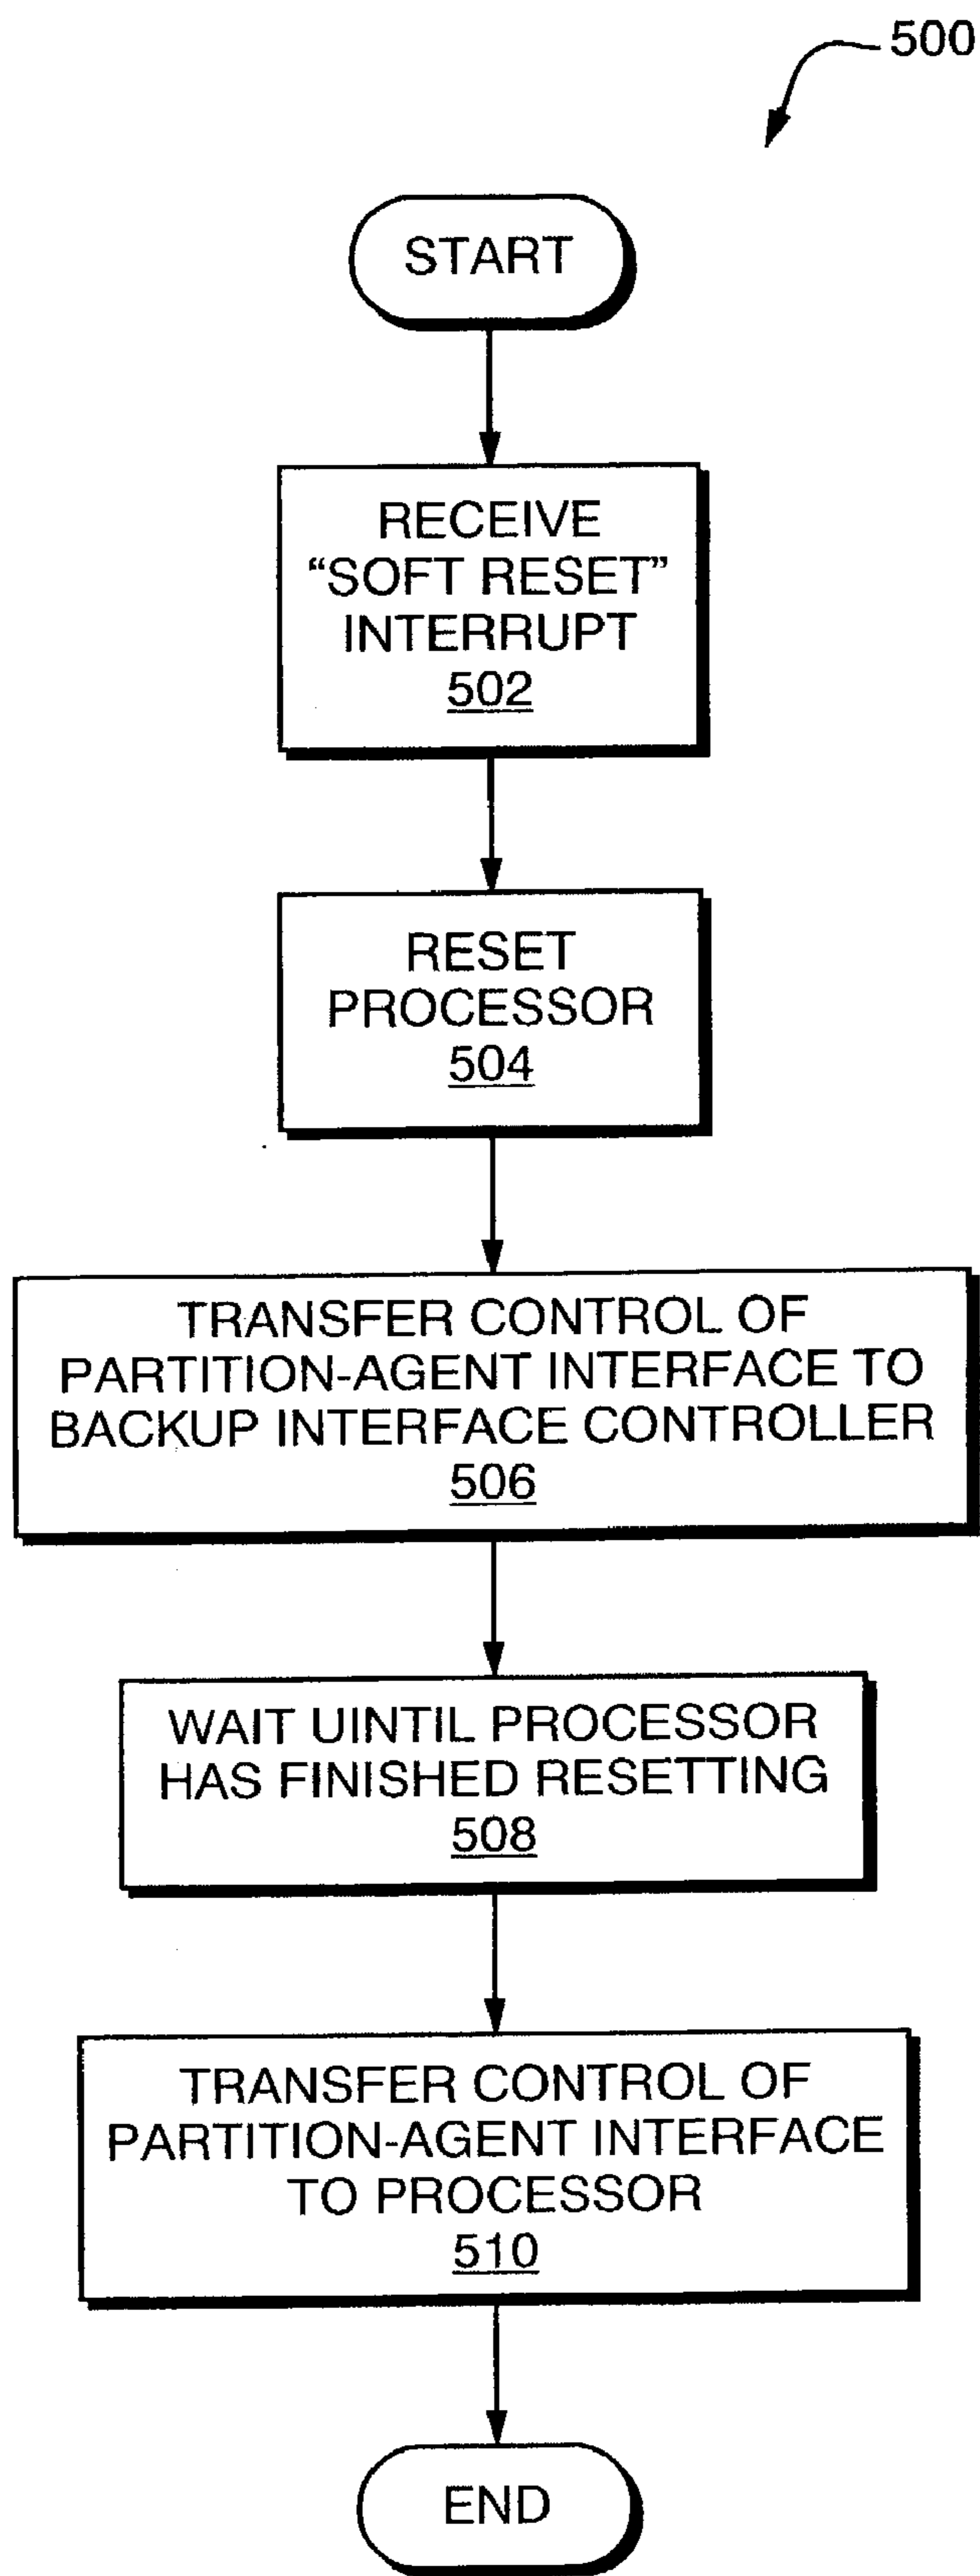 500
START
RECEIVE
“SOFT RESET”
INTERRUPT
502
RESET
PROCESSOR
504
TRANSFER CONTROL OF
PARTITION-AGENT INTERFACE TO
BACKUP INTERFACE CONTROLLER
506
WAIT UINTIL PROCESSOR
HAS FINISHED RESETTING
508
TRANSFER CONTROL OF
PARTITION-AGENT INTERFACE
TO PROCESSOR
510
END